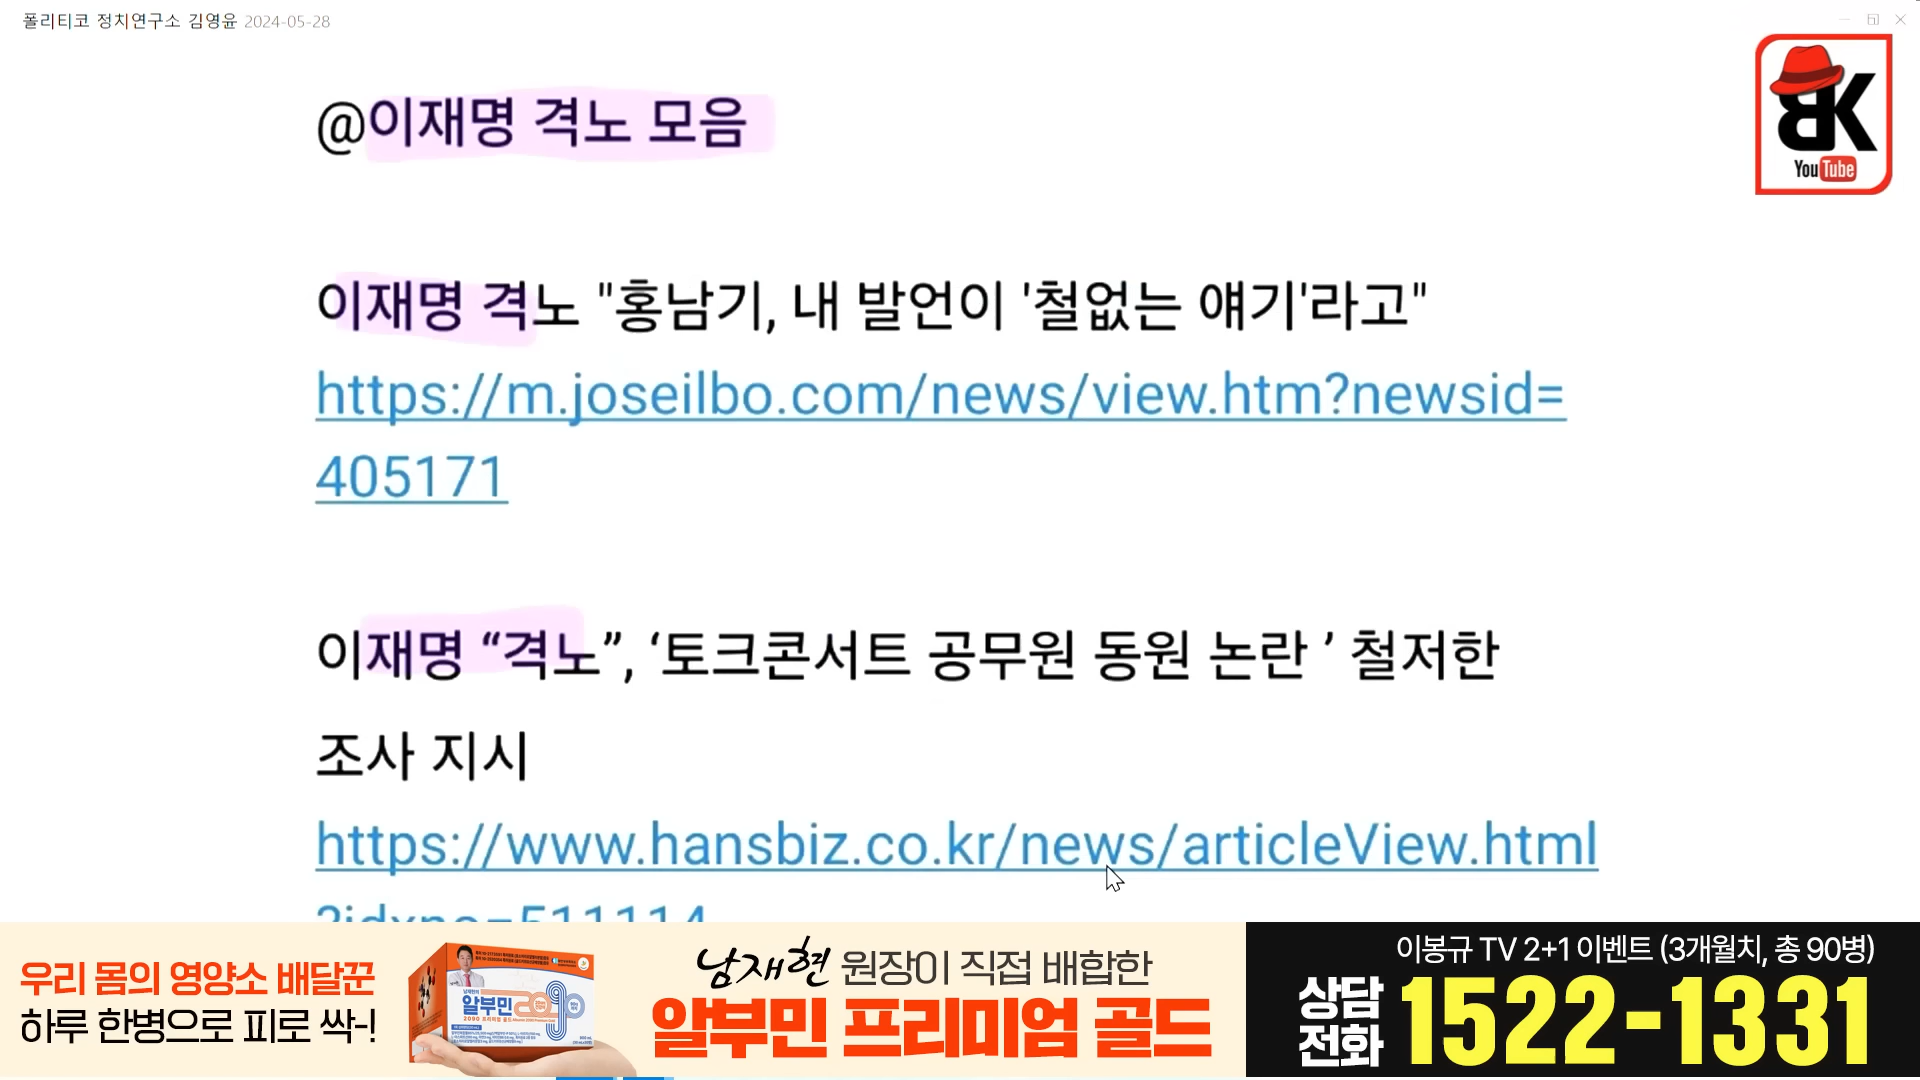 폴리티코 정치연구소 김영윤 2024-05-28
@이재명 격노 모음
이재명 격노 "홍남기, 내 발언이 '철없는 얘기'라고"
https://m.joseilbo.com/news/view.htm?newsid=
405171
이재명 “격노”, ‘토크콘서트 공무원 동원 논란 ’ 철저한
조사 지시
https://www.hansbiz.co.kr/news/articleView.html
?idxno=511114
BK
YouTube
우리 몸의 영양소 배달꾼
하루 한병으로 피로 싹-!
알부민
남재현 원장이 직접 배합한
알부민 프리미엄 골드
이봉규 TV 2+1 이벤트 (3개월치, 총 90병)
상담
전화
1522-1331